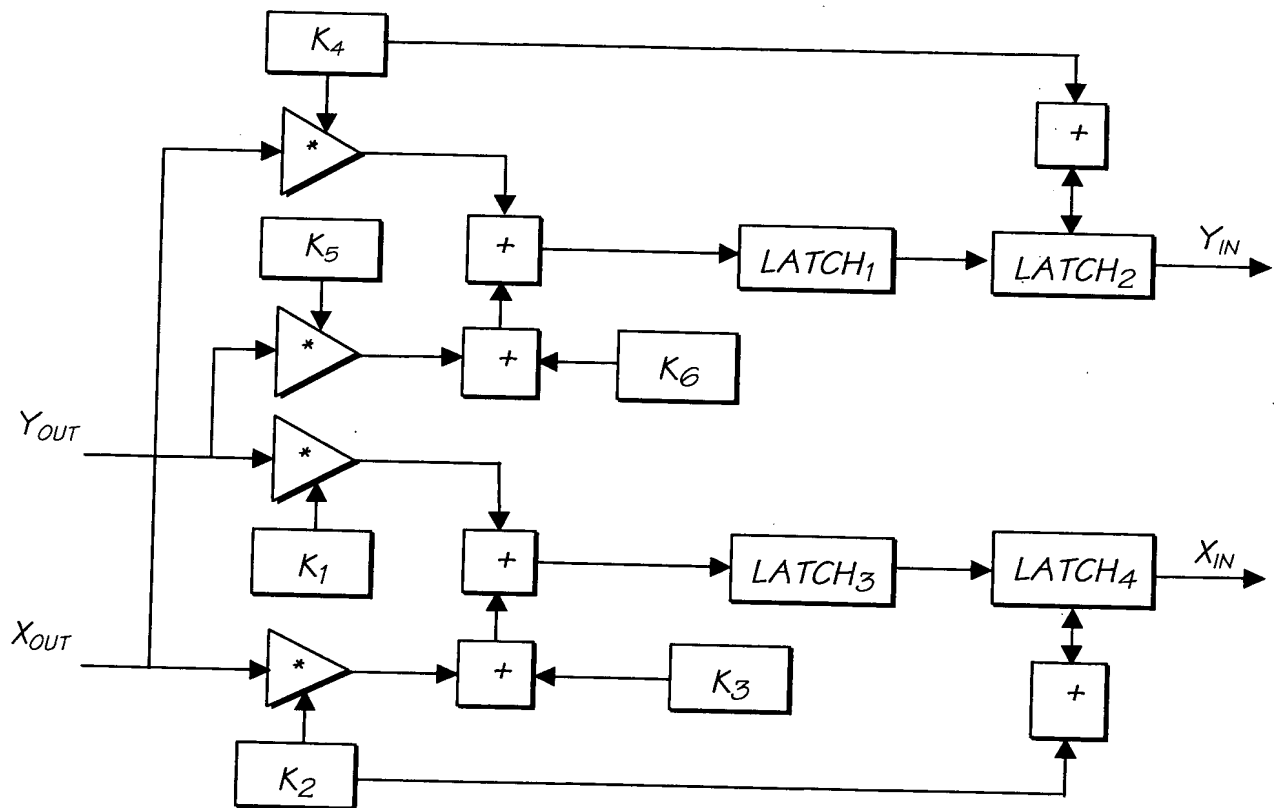 K4
*
+
K5
+
LATCH1
LATCH2
YIN
*
+
K6
YOUT
*
K1
+
LATCH3
LATCH4
XIN
XOUT
*
+
K3
+
K2